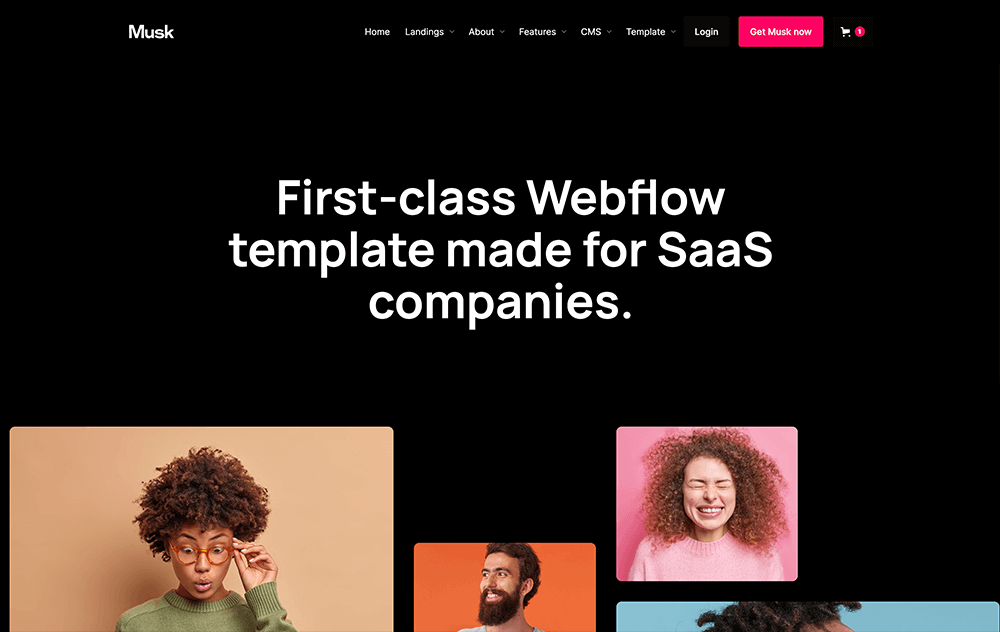 Musk
Home Landings About Features CMS Template Login Get Musk now 1
First-class Webflow
template made for SaaS
companies.